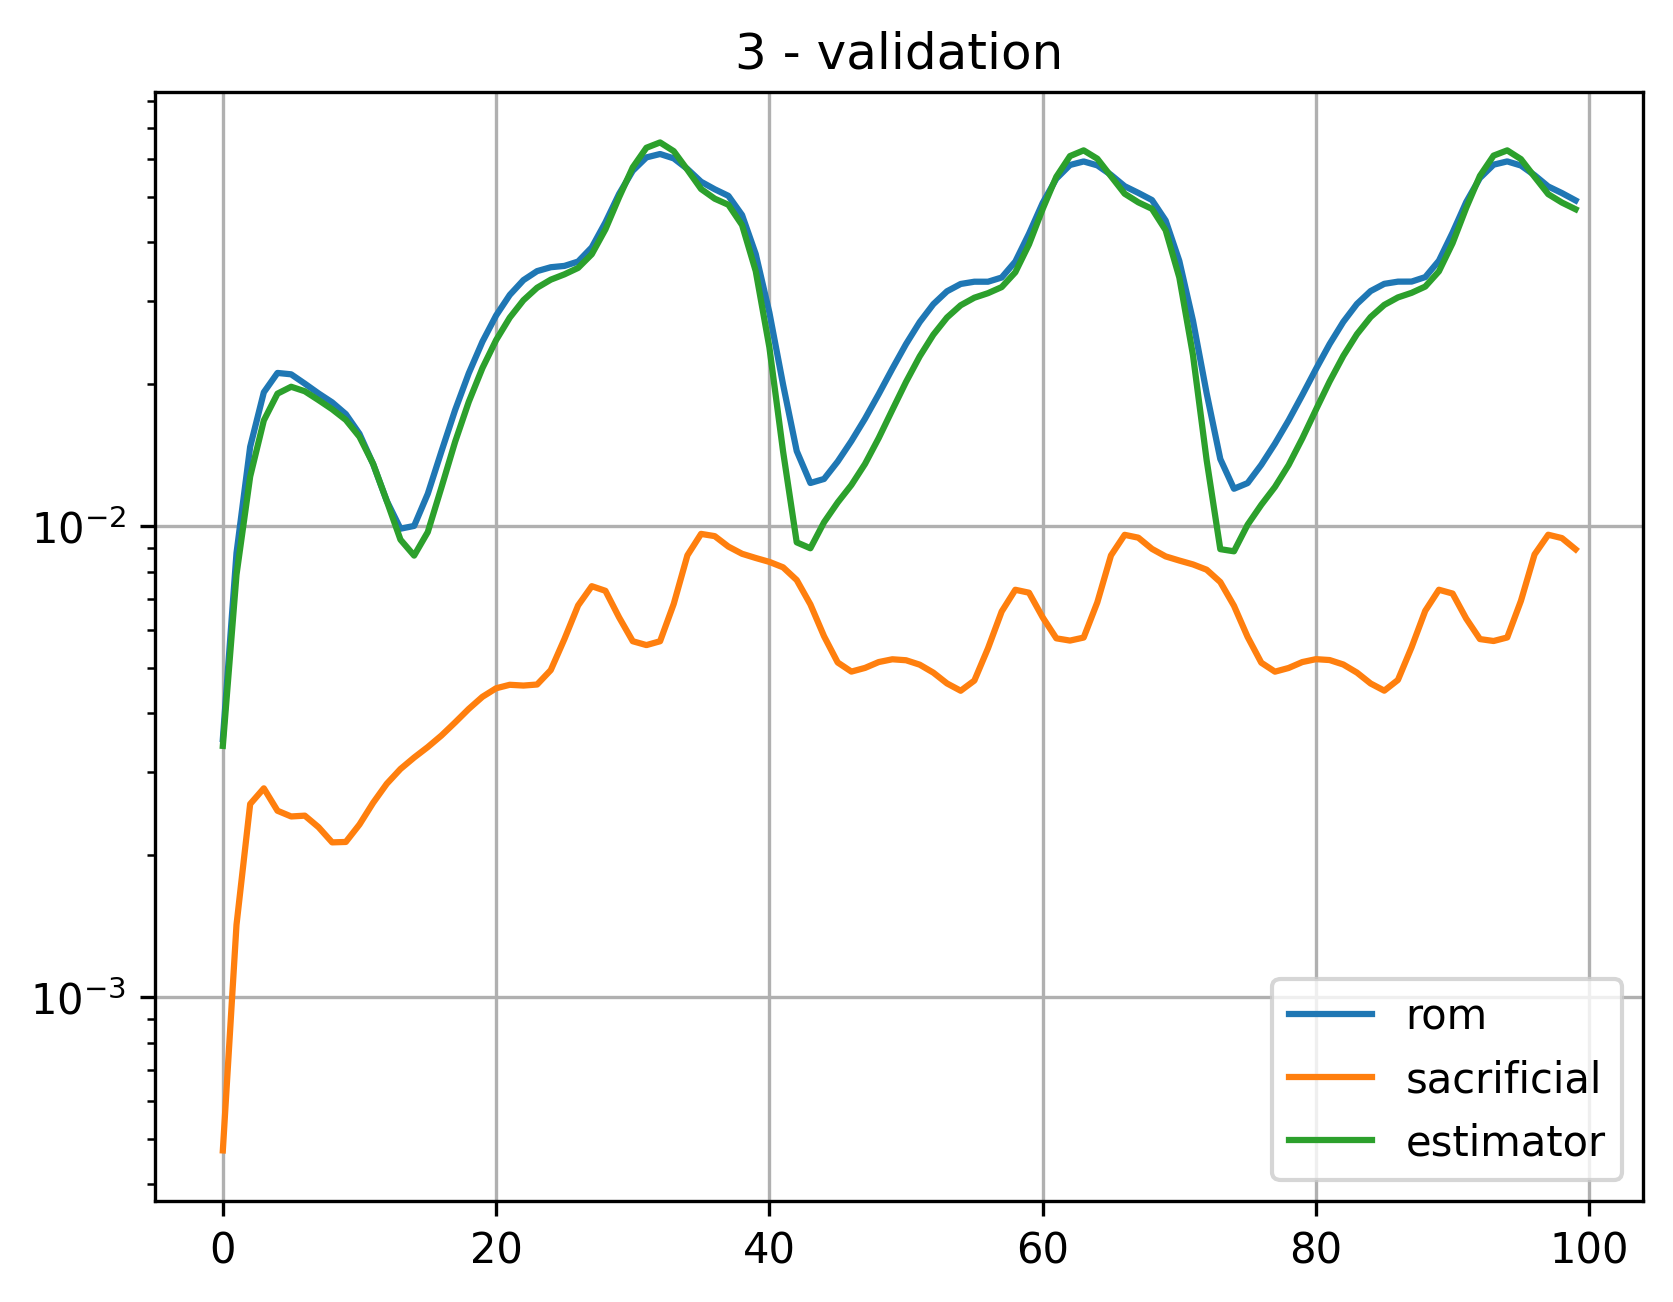 3 - validation
10⁻²
10⁻³
0 20 40 60 80 100
rom
sacrificial
estimator